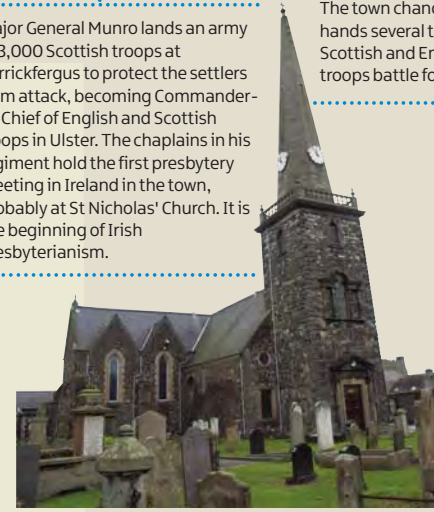 jor General Munro lands an army
3,000 Scottish troops at
rrickfergus to protect the settlers
m attack, becoming Commander-
Chief of English and Scottish
ops in Ulster. The chaplains in his
giment hold the first presbytery
eeting in Ireland in the town,
obably at St Nicholas' Church. It is
e beginning of Irish
esbyterianism.
The town chan
hands several t
Scottish and En
troops battle fo